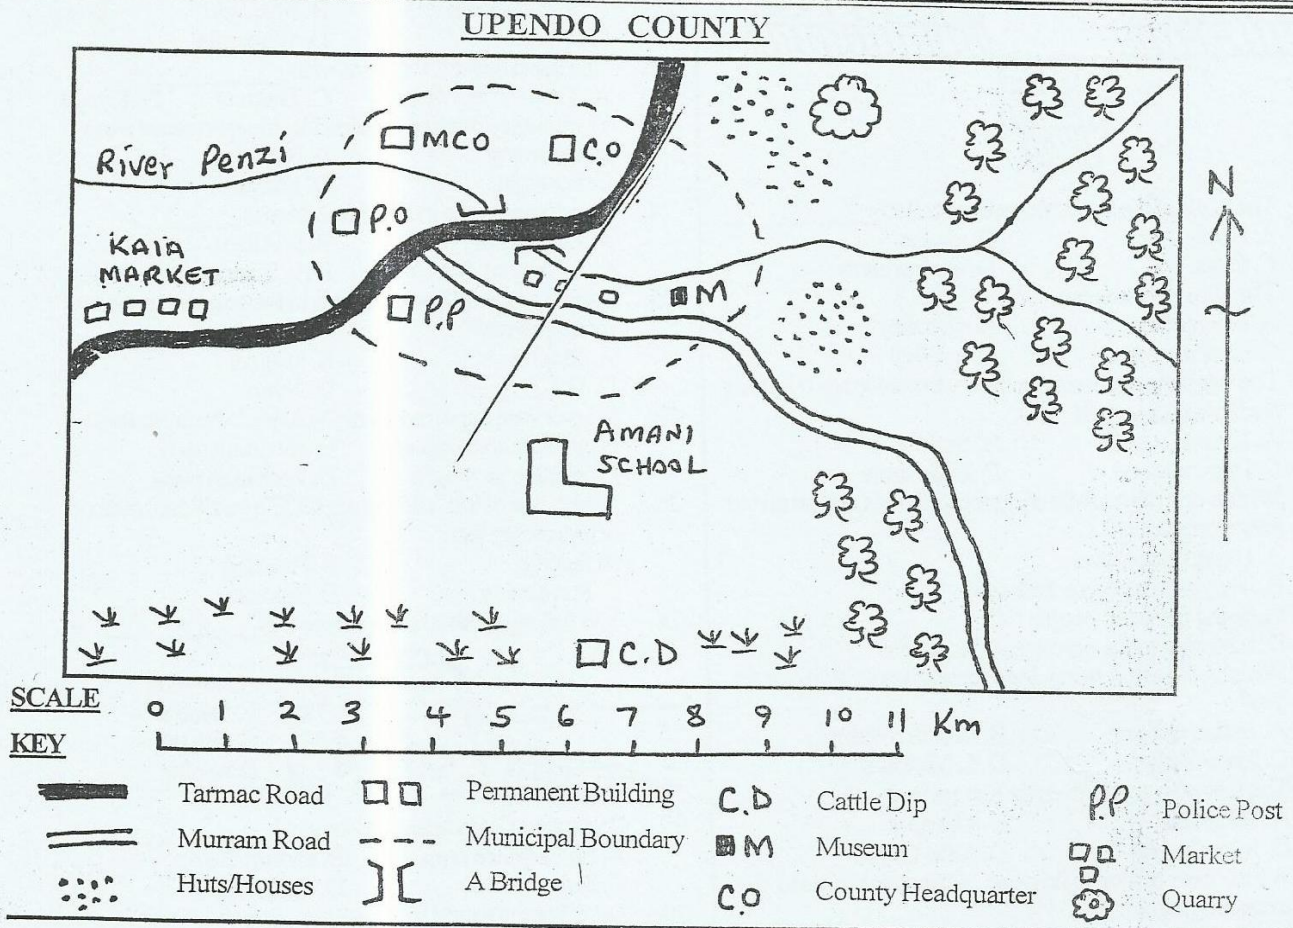 UPENDO COUNTY
River Penzi
MCO
C.O
N
P.O
KAIA
MARKET
P.P
M
AMANI
SCHOOL
C.D
SCALE
0 1 2 3 4 5 6 7 8 9 10 11 Km
KEY
Tarmac Road
Permanent Building
C.D Cattle Dip
P.P Police Post
Murram Road
Municipal Boundary
M Museum
Market
Huts/Houses
A Bridge
C.O County Headquarter
Quarry